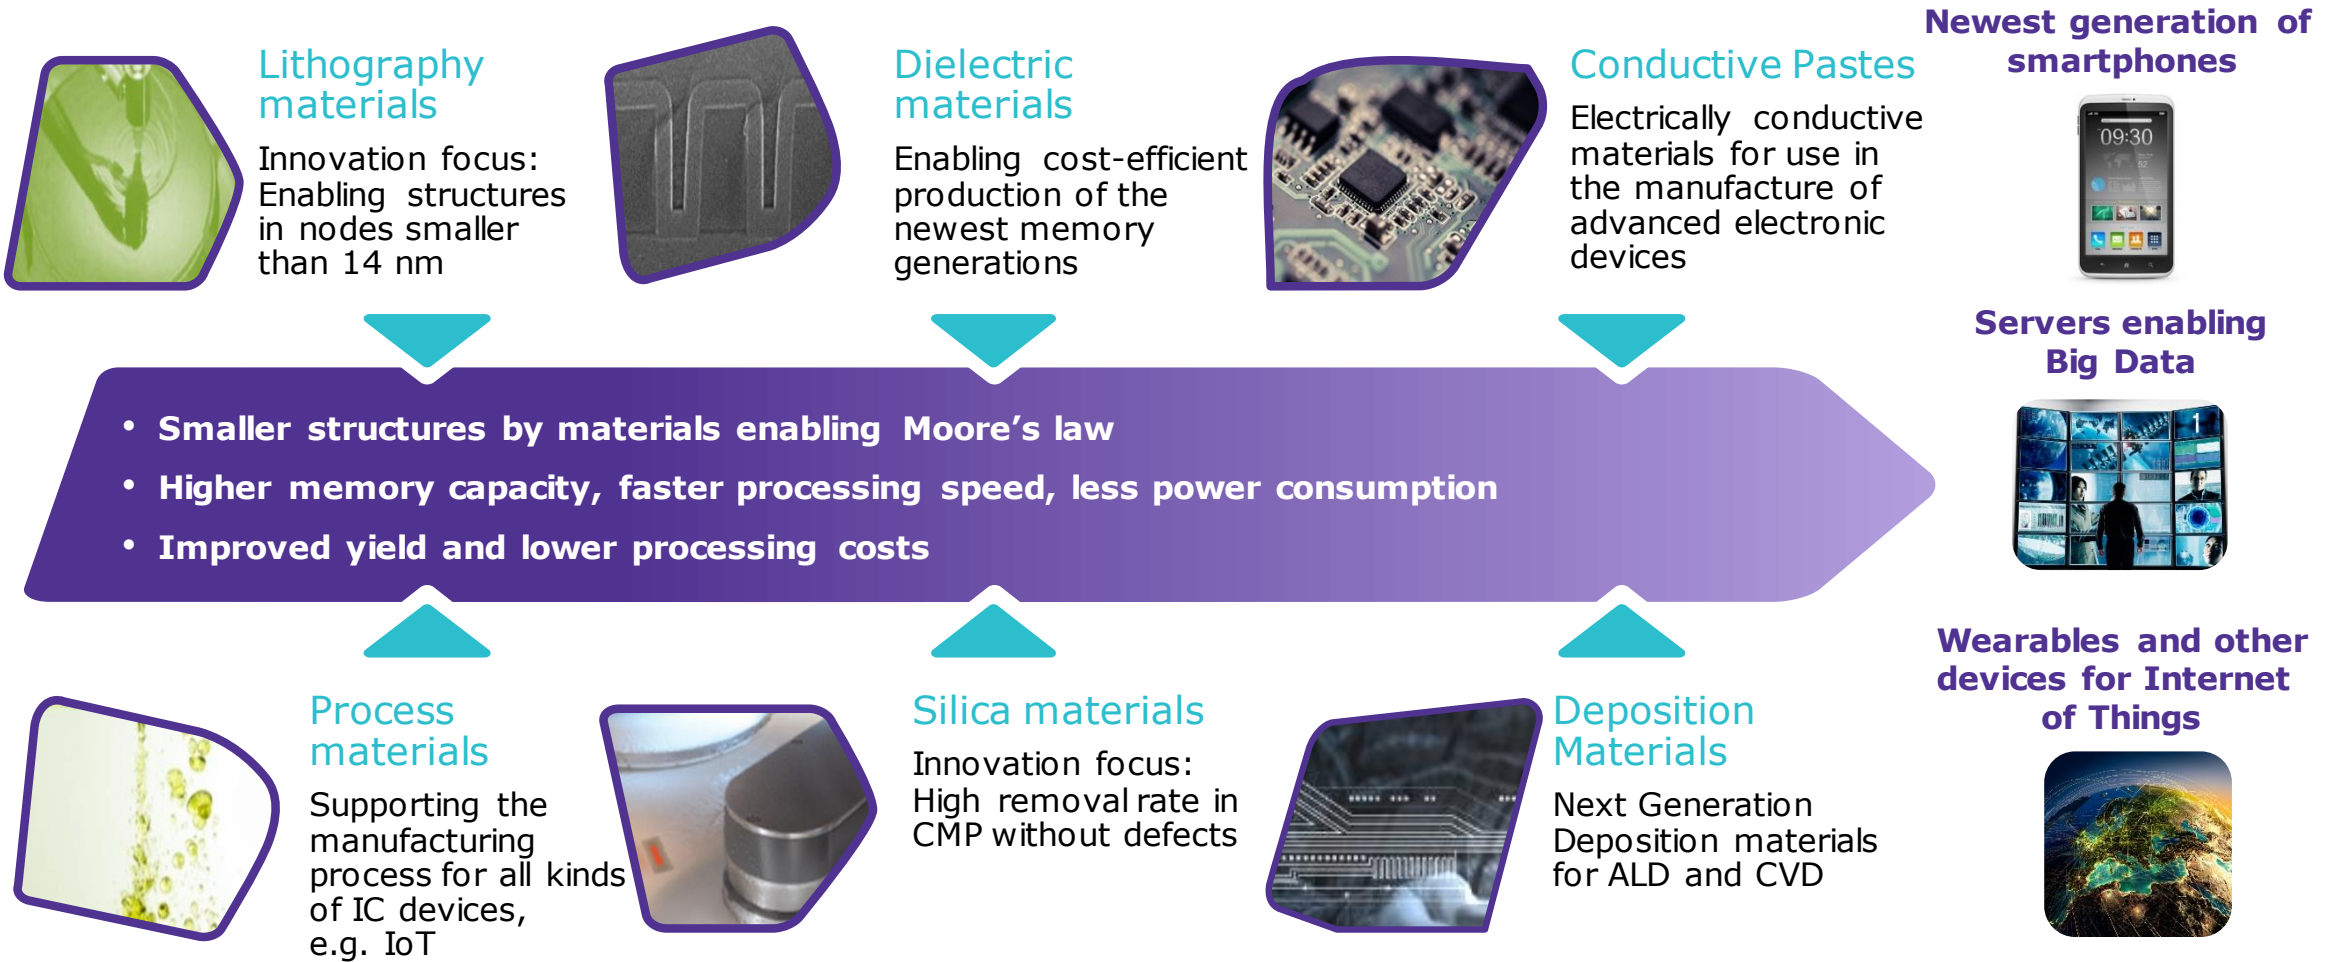 Lithography
materials
Innovation focus:
Enabling structures
in nodes smaller
than 14 nm
Dielectric
materials
Enabling cost-efficient
production of the
newest memory
generations
Conductive Pastes
Electrically conductive
materials for use in
the manufacture of
advanced electronic
devices
Newest generation of
smartphones
09:30
Servers enabling
Big Data
1
• Smaller structures by materials enabling Moore’s law
• Higher memory capacity, faster processing speed, less power consumption
• Improved yield and lower processing costs
Process
materials
Supporting the
manufacturing
process for all kinds
of IC devices,
e.g. IoT
Silica materials
Innovation focus:
High removal rate in
CMP without defects
Deposition
Materials
Next Generation
Deposition materials
for ALD and CVD
Wearables and other
devices for Internet
of Things